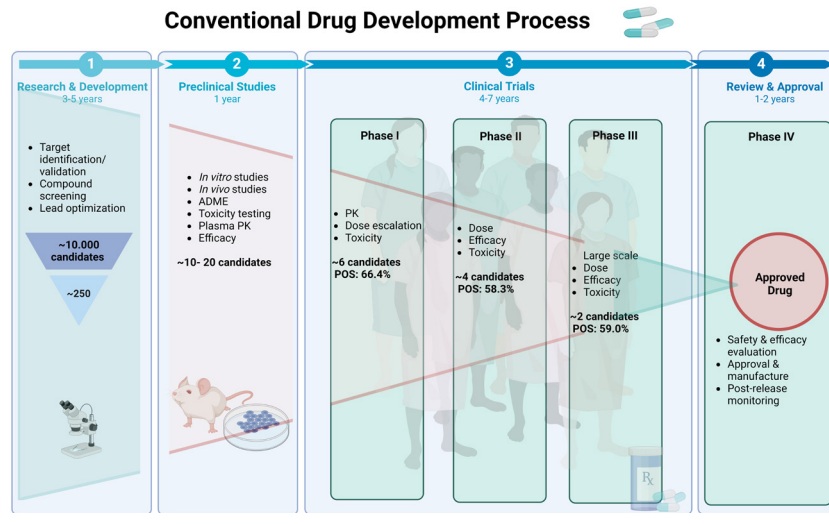 Conventional Drug Development Process
1
Research & Development
3-5 years
• Target
identification/
validation
• Compound
screening
• Lead optimization
~10.000
candidates
~250
2
Preclinical Studies
1 year
• In vitro studies
• In vivo studies
• ADME
• Toxicity testing
• Plasma PK
• Efficacy
~10- 20 candidates
3
Clinical Trials
4-7 years
Phase I
• PK
• Dose escalation
• Toxicity
~6 candidates
POS: 66.4%
Phase II
• Dose
• Efficacy
• Toxicity
~4 candidates
POS: 58.3%
Phase III
Large scale
• Dose
• Efficacy
• Toxicity
~2 candidates
POS: 59.0%
Rx
4
Review & Approval
1-2 years
Phase IV
Approved
Drug
• Safety & efficacy
evaluation
• Approval &
manufacture
• Post-release
monitoring